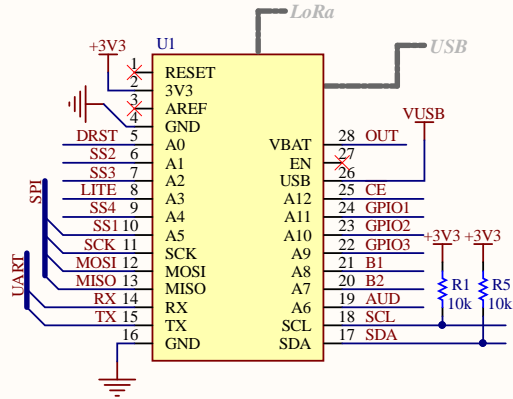 LoRa
USB
+3V3
U1
1 RESET
2 3V3
3 AREF
4 GND
DRST 5 A0
SS2 6 A1
SS3 7 A2
LITE 8 A3
SS4 9 A4
SS1 10 A5
SCK 11 SCK
MOSI 12 MOSI
MISO 13 MISO
RX 14 RX
TX 15 TX
16 GND
SPI
UART
VUSB
VBAT 28 OUT
EN 27
USB 26
A12 25 CE
A11 24 GPIO1
A10 23 GPIO2
A9 22 GPIO3
A8 21 B1
A7 20 B2
A6 19 AUD
SCL 18 SCL
SDA 17 SDA
+3V3 +3V3
R1 R5
10k 10k